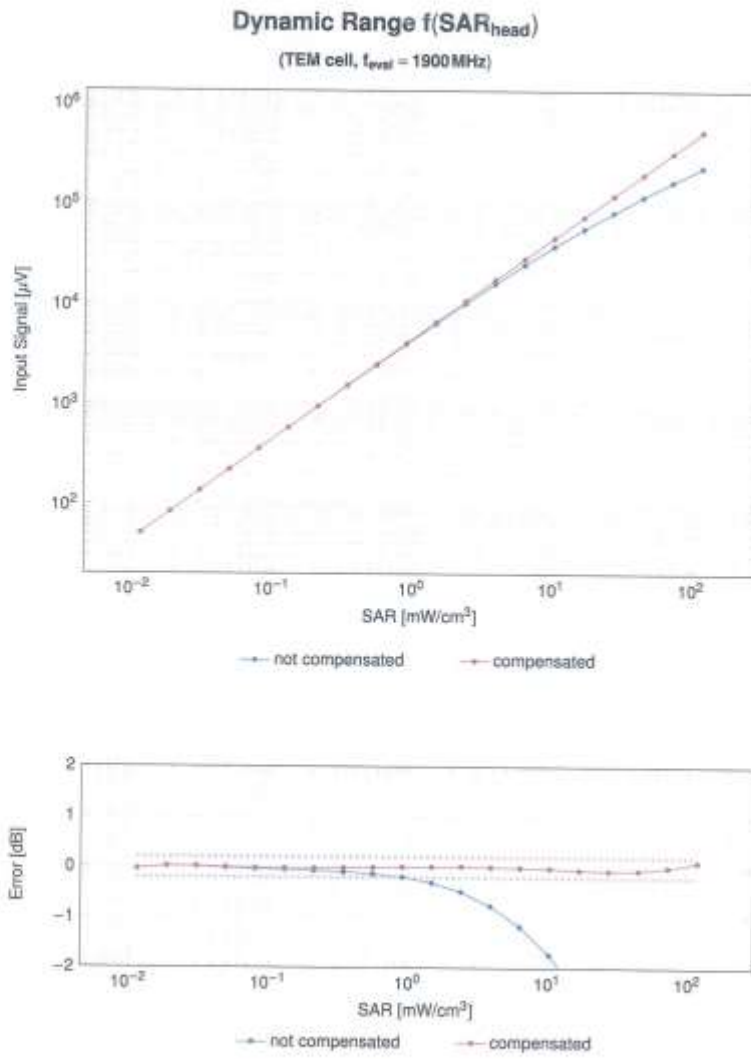 Dynamic Range f(SARhead)
(TEM cell, feval = 1900 MHz)
10⁶
10⁵
10⁴
10³
10²
Input Signal [µV]
10⁻² 10⁻¹ 10⁰ 10¹ 10²
SAR [mW/cm³]
not compensated compensated
2
1
0
−1
−2
Error [dB]
10⁻² 10⁻¹ 10⁰ 10¹ 10²
SAR [mW/cm³]
not compensated compensated